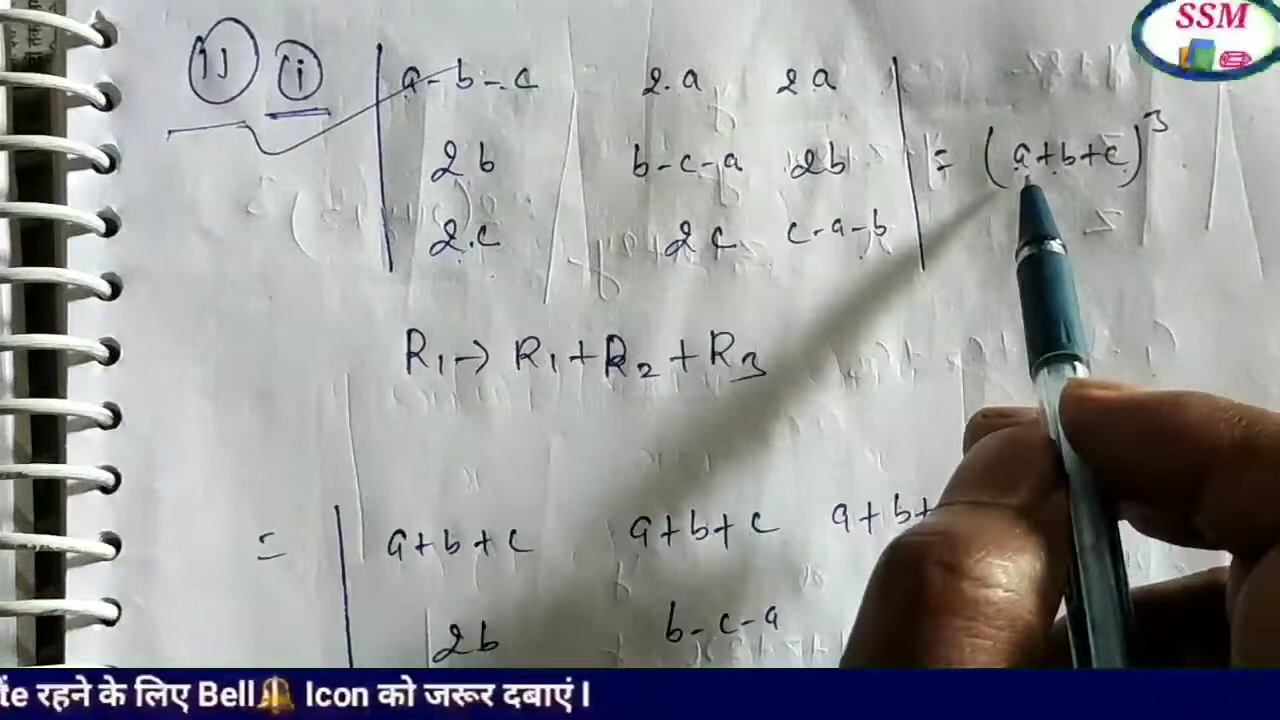 SSM
11) (i) | a-b-c 2a 2a |
| 2b b-c-a 2b | = (a+b+c)³
| 2c 2c c-a-b |
R₁→ R₁+R₂+R₃
= | a+b+c a+b+c a+b+
2b b-c-a
रहने के लिए Bell🔔 Icon को जरूर दबाएं l